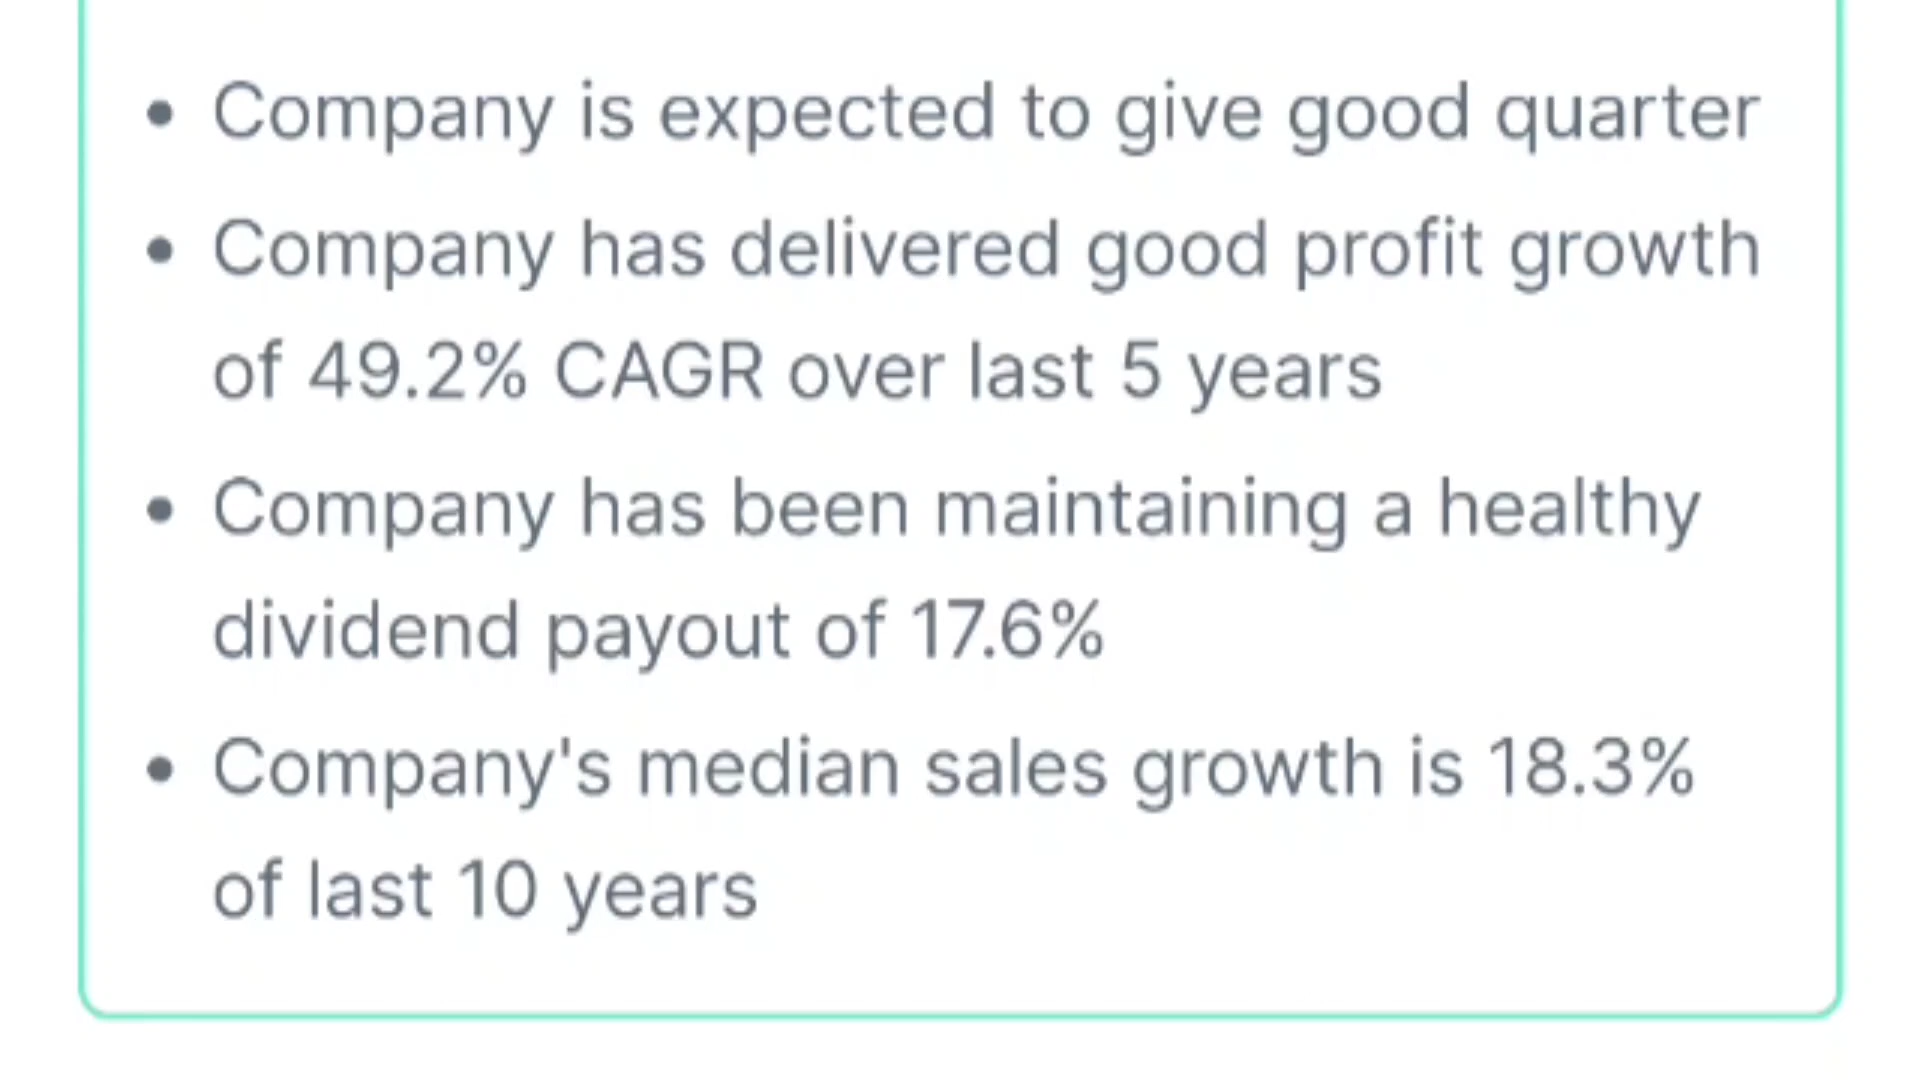 • Company is expected to give good quarter
• Company has delivered good profit growth
of 49.2% CAGR over last 5 years
• Company has been maintaining a healthy
dividend payout of 17.6%
• Company's median sales growth is 18.3%
of last 10 years